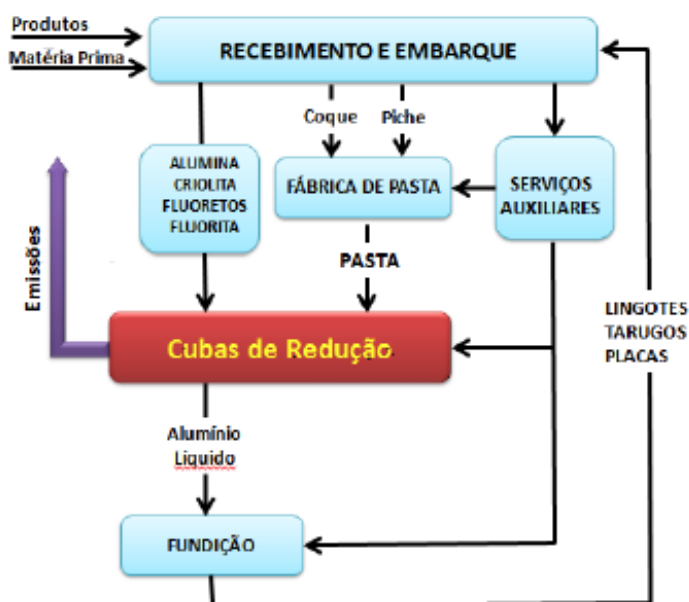 Produtos
Matéria Prima
RECEBIMENTO E EMBARQUE
Coque
Piche
ALUMINA
CRIOLITA
FLUORETOS
FLUORITA
FÁBRICA DE PASTA
SERVIÇOS
AUXILIARES
Emissões
PASTA
LINGOTES
TARUGOS
PLACAS
Cubas de Redução
Alumínio
Liquido
FUNDIÇÃO